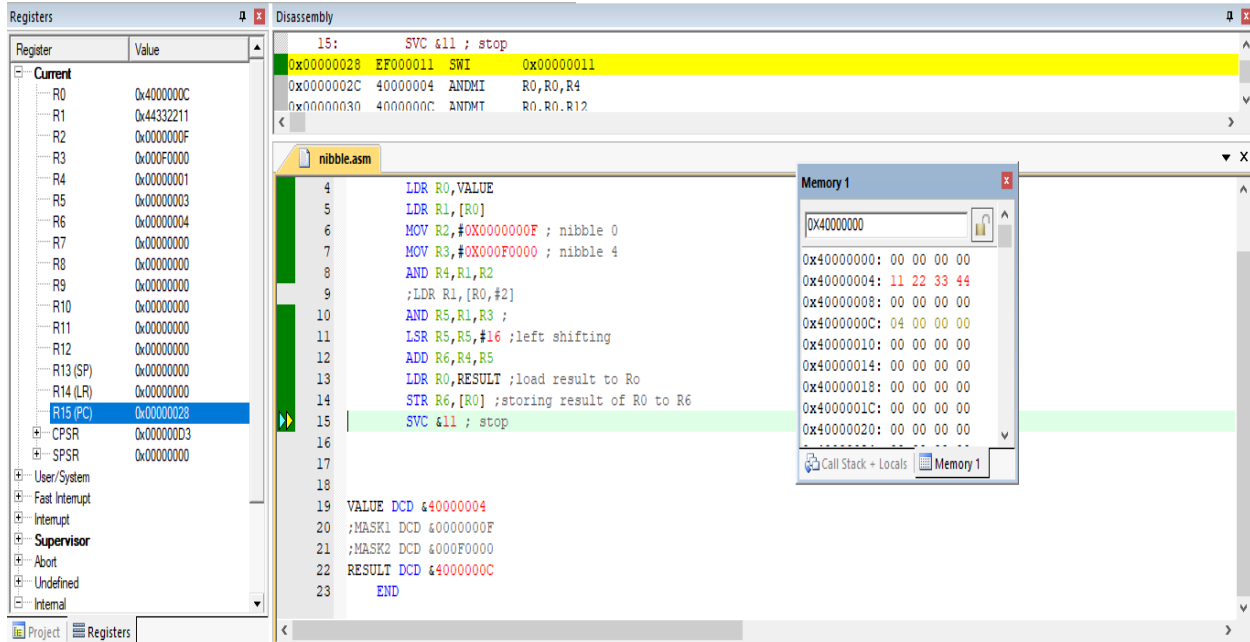 Registers
Register Value
Current
R0 0x4000000C
R1 0x44332211
R2 0x0000000F
R3 0x000F0000
R4 0x00000001
R5 0x00000003
R6 0x00000004
R7 0x00000000
R8 0x00000000
R9 0x00000000
R10 0x00000000
R11 0x00000000
R12 0x00000000
R13 (SP) 0x00000000
R14 (LR) 0x00000000
R15 (PC) 0x00000028
CPSR 0x000000D3
SPSR 0x00000000
User/System
Fast Interrupt
Interrupt
Supervisor
Abort
Undefined
Internal
Project Registers
Disassembly
15: SVC &11 ; stop
0x00000028 EF000011 SWI 0x00000011
0x0000002C 40000004 ANDMI R0,R0,R4
0x00000030 4000000C ANDMI R0,R0,R12
nibble.asm
4 LDR R0,VALUE
5 LDR R1,[R0]
6 MOV R2,#0X0000000F ; nibble 0
7 MOV R3,#0X000F0000 ; nibble 4
8 AND R4,R1,R2
9 ;LDR R1,[R0,#2]
10 AND R5,R1,R3 ;
11 LSR R5,R5,#16 ;left shifting
12 ADD R6,R4,R5
13 LDR R0,RESULT ;load result to Ro
14 STR R6,[R0] ;storing result of R0 to R6
15 SVC &11 ; stop
16
17
18
19 VALUE DCD &40000004
20 ;MASK1 DCD &0000000F
21 ;MASK2 DCD &000F0000
22 RESULT DCD &4000000C
23 END
Memory 1
0X40000000
0x40000000: 00 00 00 00
0x40000004: 11 22 33 44
0x40000008: 00 00 00 00
0x4000000C: 04 00 00 00
0x40000010: 00 00 00 00
0x40000014: 00 00 00 00
0x40000018: 00 00 00 00
0x4000001C: 00 00 00 00
0x40000020: 00 00 00 00
Call Stack + Locals Memory 1